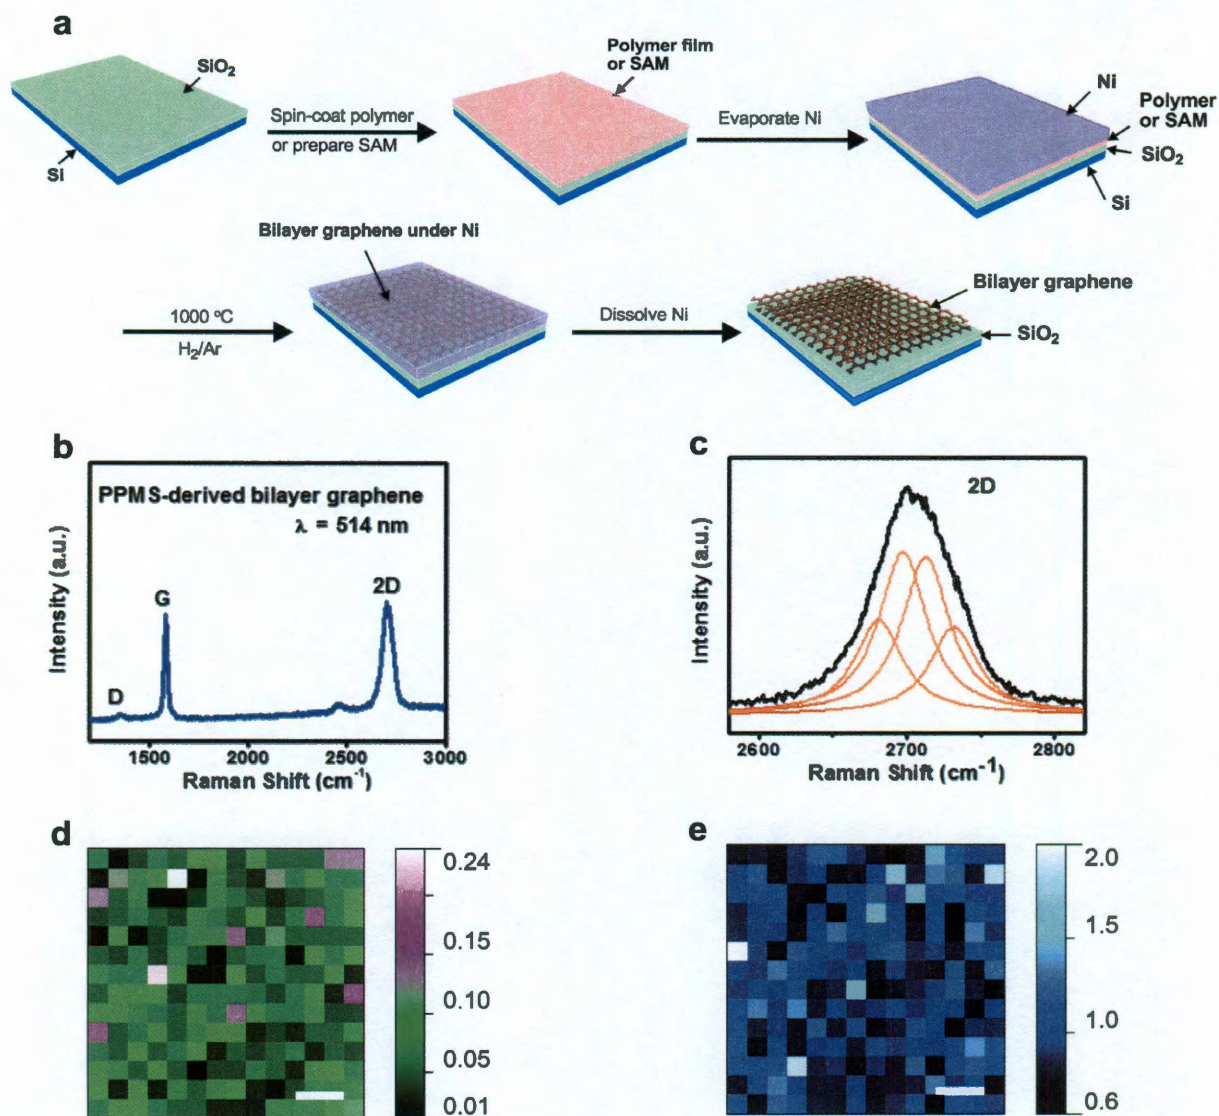 a
SiO₂
Si
Spin-coat polymer
or prepare SAM
Polymer film
or SAM
Evaporate Ni
Ni
Polymer
or SAM
SiO₂
Si
1000 ºC
H₂/Ar
Bilayer graphene under Ni
Dissolve Ni
Bilayer graphene
SiO₂
b
PPMS-derived bilayer graphene
λ = 514 nm
D
G
2D
Intensity (a.u.)
1500
2000
2500
3000
Raman Shift (cm⁻¹)
c
2D
Intensity (a.u.)
2600
2700
2800
Raman Shift (cm⁻¹)
d
0.24
0.15
0.10
0.05
0.01
e
2.0
1.5
1.0
0.6